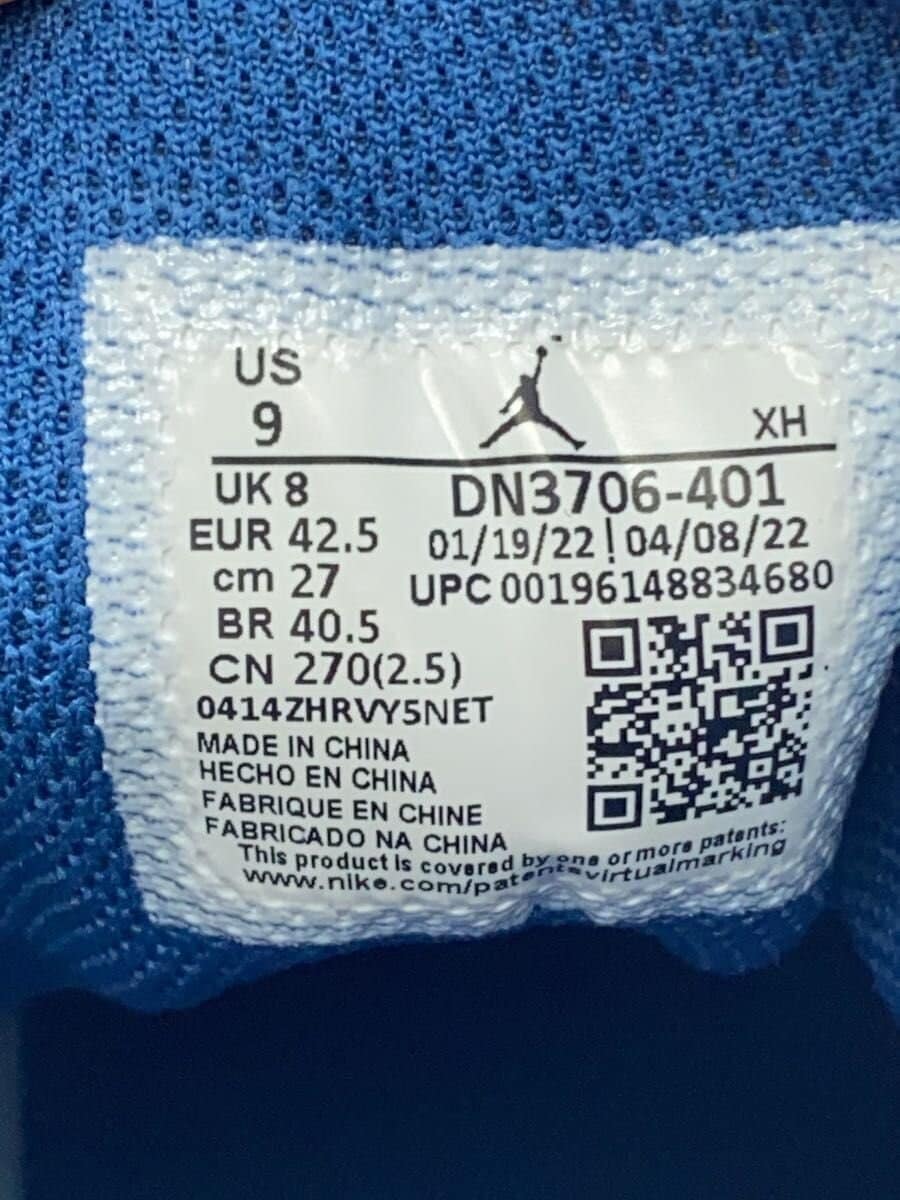 US
9
XH
UK 8
DN3706-401
EUR 42.5
01/19/22 | 04/08/22
cm 27
UPC 00196148834680
BR 40.5
CN 270(2.5)
0414ZHRVY5NET
MADE IN CHINA
HECHO EN CHINA
FABRIQUE EN CHINE
FABRICADO NA CHINA
This product is covered by one or more patents:
www.nike.com/patentsvirtualmarking